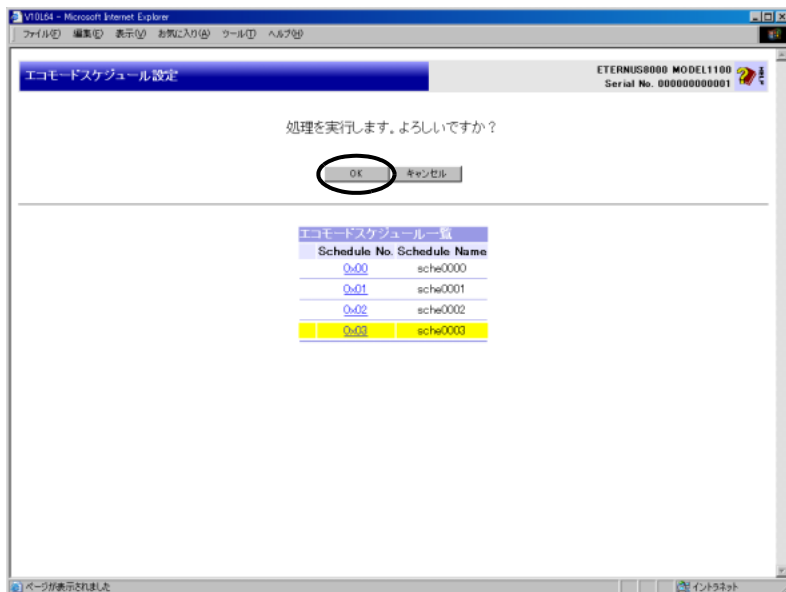 V10L64 - Microsoft Internet Explorer
ファイル(F) 編集(E) 表示(V) お気に入り(A) ツール(T) ヘルプ(H)
エコモードスケジュール設定
ETERNUS8000 MODEL1100
Serial No. 000000000001
処理を実行します。よろしいですか？
OK キャンセル
エコモードスケジュール一覧
Schedule No. Schedule Name
0x00 sche0000
0x01 sche0001
0x02 sche0002
0x03 sche0003
ページが表示されました
イントラネット